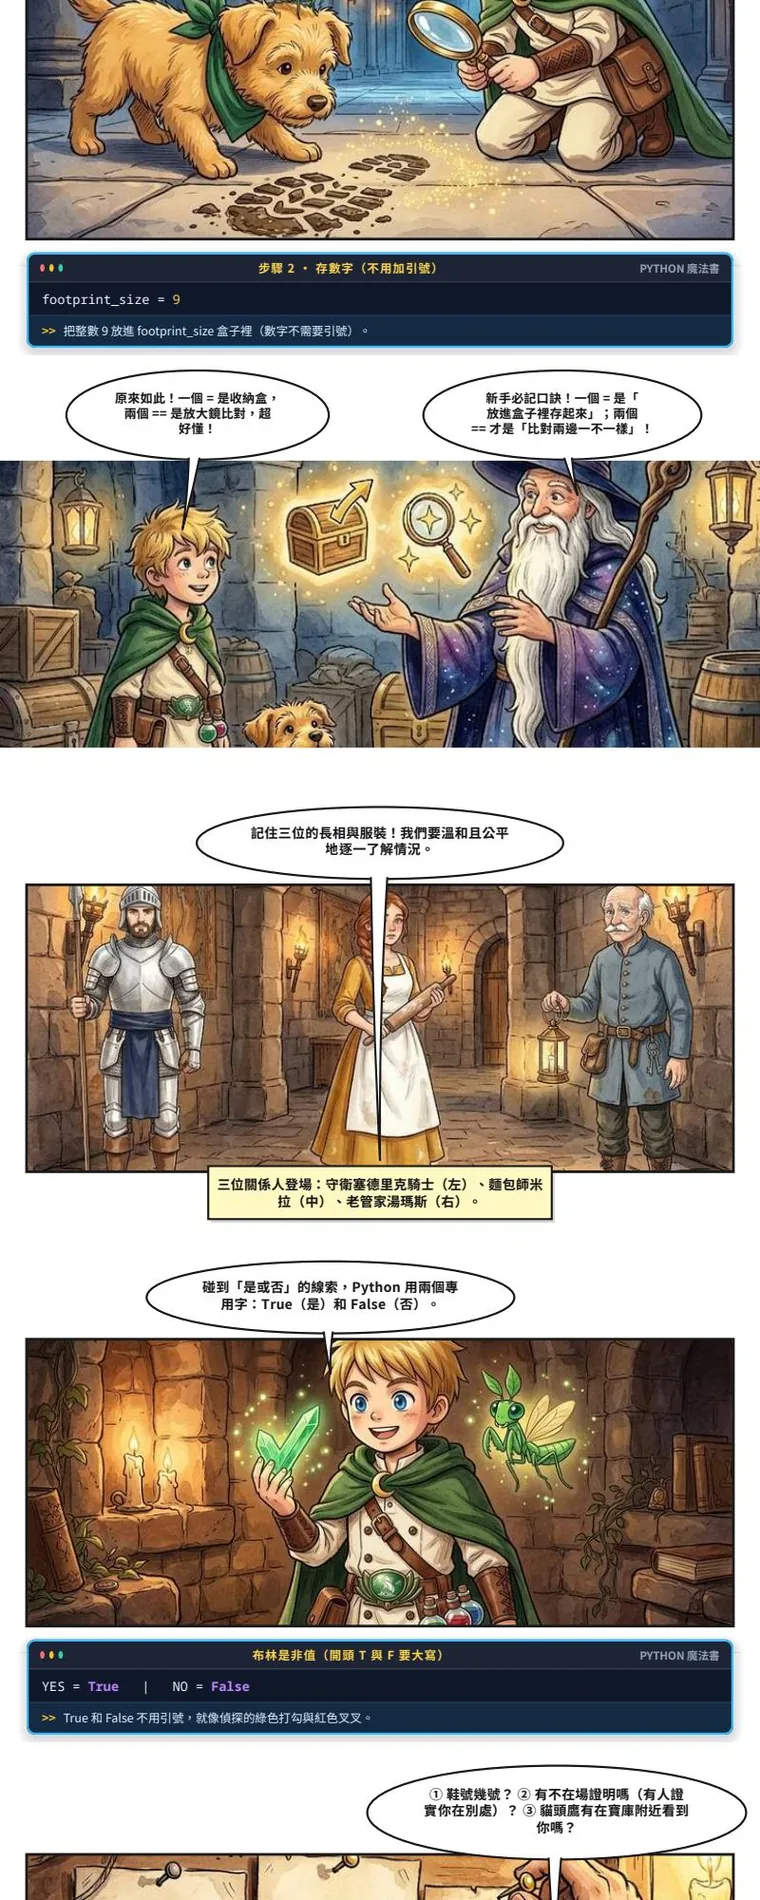 步驟 2 · 存數字（不用加引號）
PYTHON 魔法書
footprint_size = 9
>> 把整數 9 放進 footprint_size 盒子裡（數字不需要引號）。
原來如此！一個 = 是收納盒，
兩個 == 是放大鏡比對，超
好懂！
新手必記口訣！一個 = 是「
放進盒子裡存起來」；兩個
== 才是「比對兩邊一不一樣」！
記住三位的長相與服裝！我們要溫和且公平
地逐一了解情況。
三位關係人登場：守衛塞德里克騎士（左）、麵包師米
拉（中）、老管家湯瑪斯（右）。
碰到「是或否」的線索，Python 用兩個專
用字：True（是）和 False（否）。
布林是非值（開頭 T 與 F 要大寫）
PYTHON 魔法書
YES = True | NO = False
>> True 和 False 不用引號，就像偵探的綠色打勾與紅色叉叉。
① 鞋號幾號？ ② 有不在場證明嗎（有人證
實你在別處）？ ③ 貓頭鷹有在寶庫附近看到
你嗎？